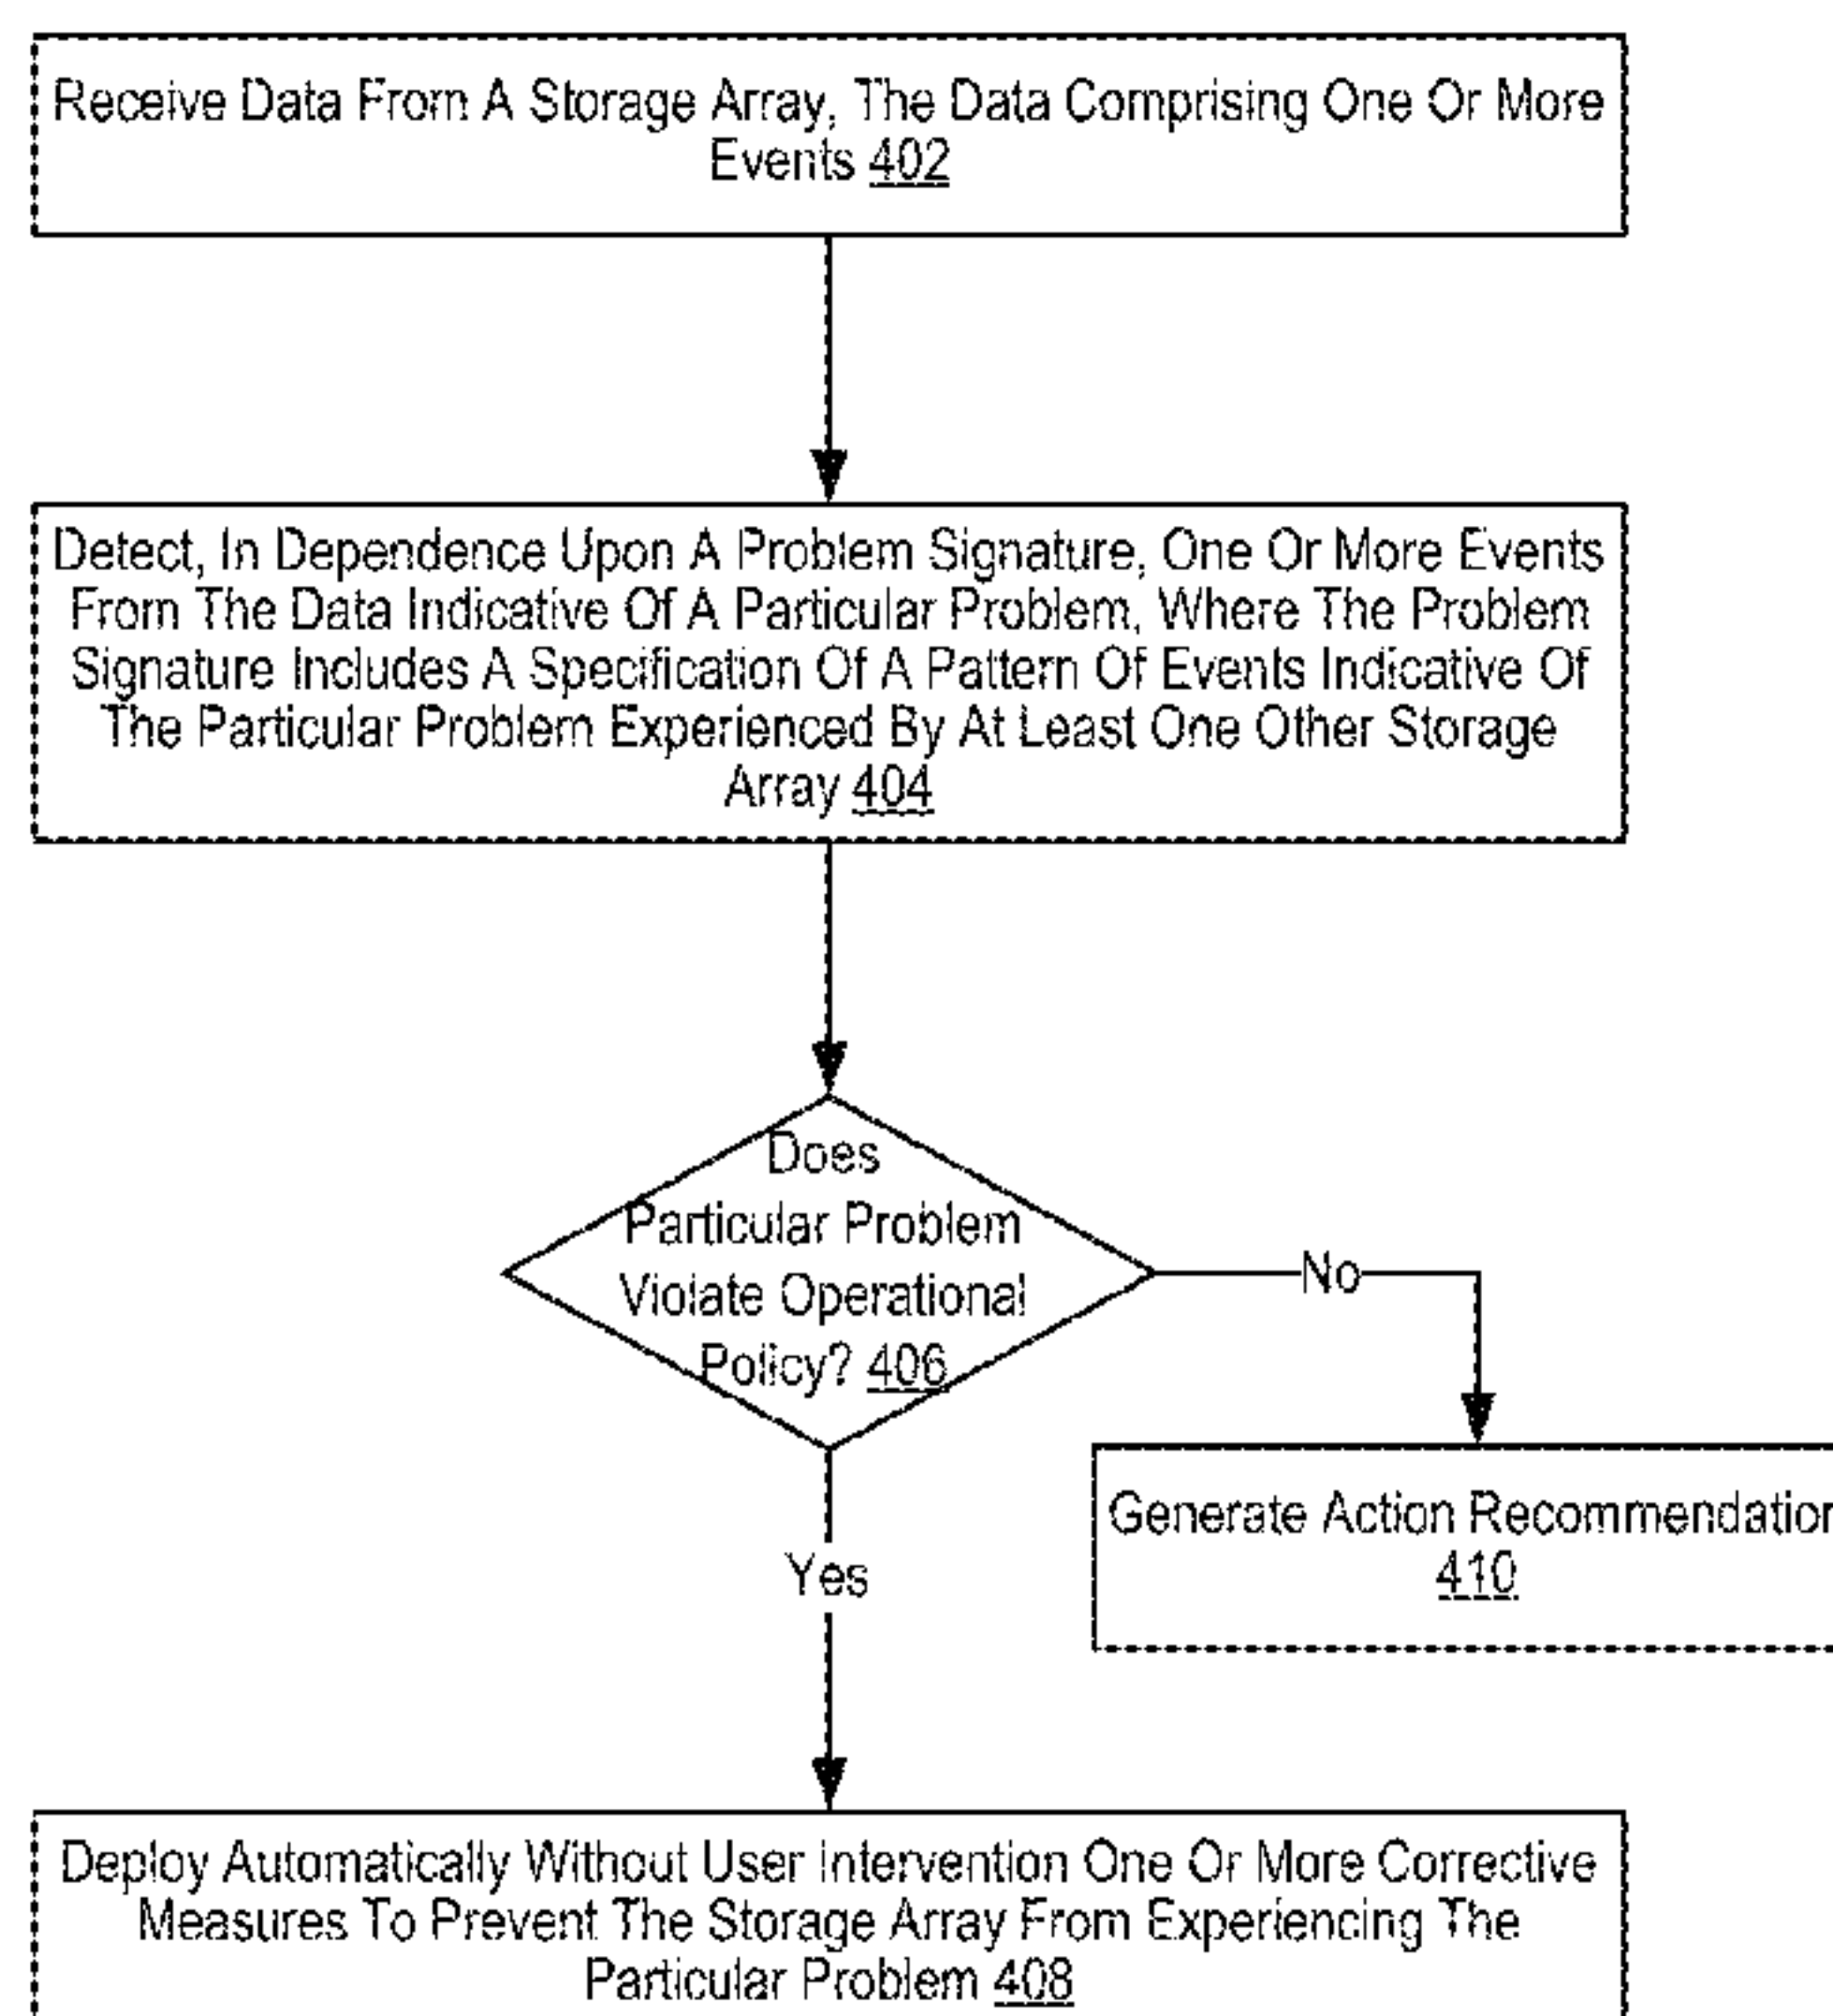 Receive Data From A Storage Array, The Data Comprising One Or More
Events 402
Detect, In Dependence Upon A Problem Signature, One Or More Events
From The Data Indicative Of A Particular Problem, Where The Problem
Signature Includes A Specification Of A Pattern Of Events Indicative Of
The Particular Problem Experienced By At Least One Other Storage
Array 404
Does
Particular Problem
Violate Operational
Policy? 406
No
Generate Action Recommendation
410
Yes
Deploy Automatically Without User Intervention One Or More Corrective
Measures To Prevent The Storage Array From Experiencing The
Particular Problem 408